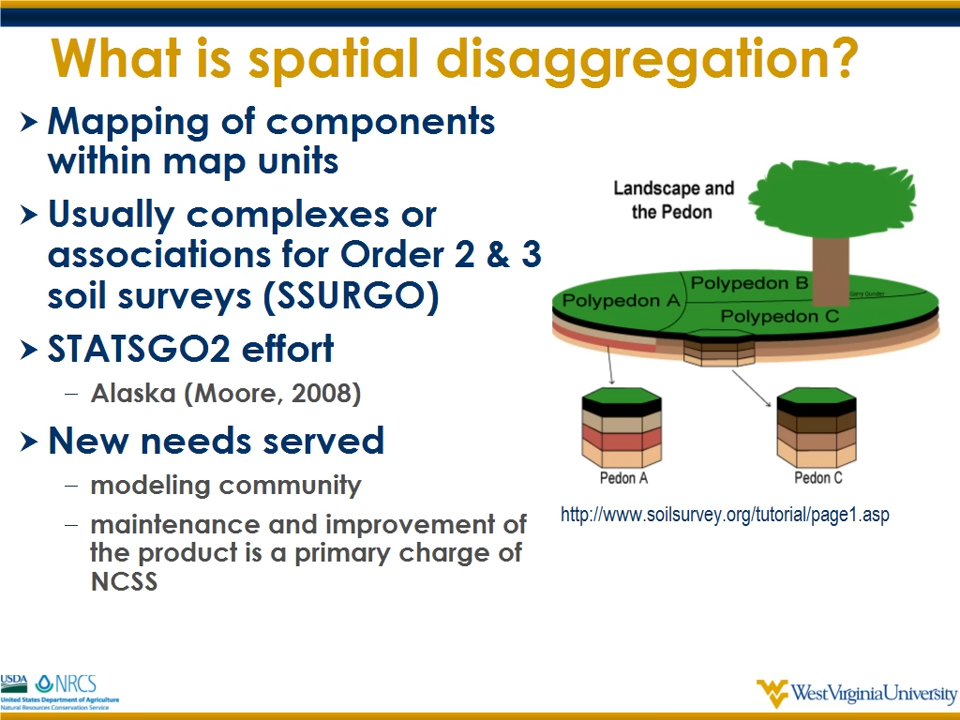 What is spatial disaggregation?
Mapping of components
within map units
Usually complexes or
associations for Order 2 & 3
soil surveys (SSURGO)
STATSGO2 effort
– Alaska (Moore, 2008)
New needs served
– modeling community
– maintenance and improvement of
the product is a primary charge of
NCSS
Landscape and
the Pedon
Polypedon A
Polypedon B
Polypedon C
Pedon A
Pedon C
http://www.soilsurvey.org/tutorial/page1.asp
USDA
NRCS
United States Department of Agriculture
Natural Resources Conservation Service
West Virginia University